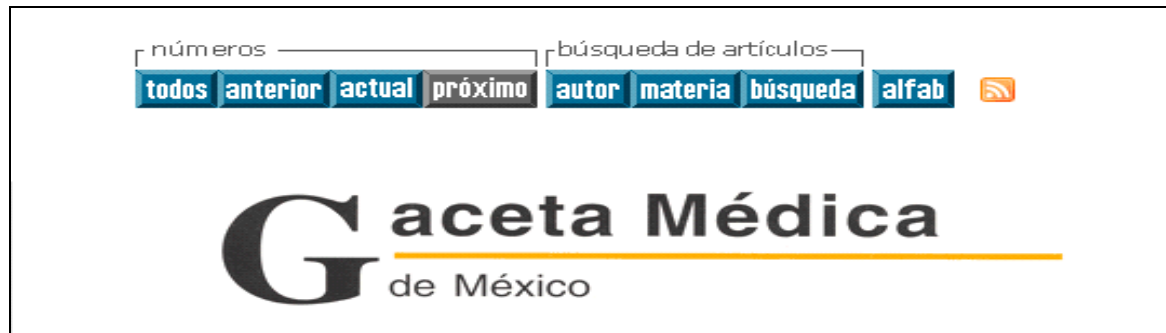 números búsqueda de artículos
todos anterior actual próximo autor materia búsqueda alfab
Gaceta Médica
de México